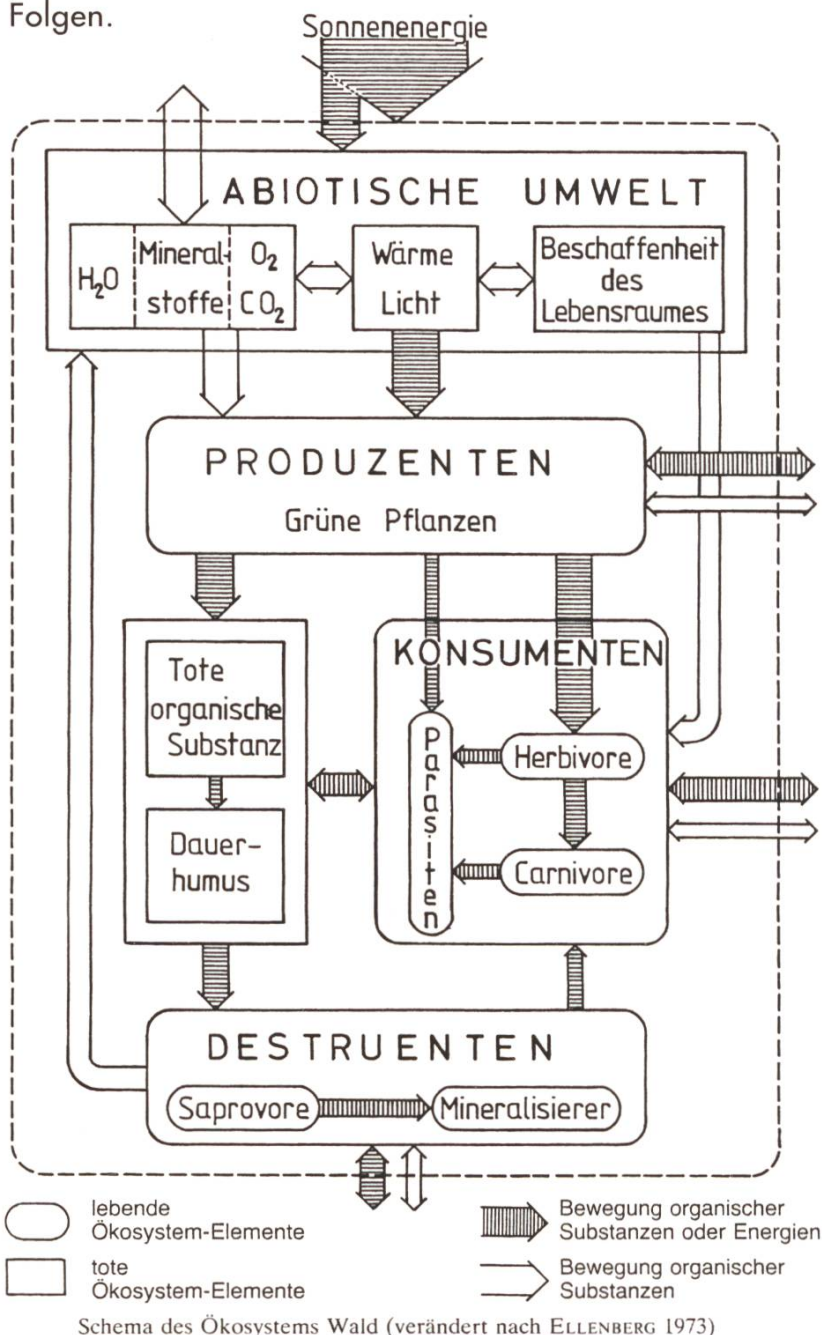 Folgen.
Sonnenenergie
ABIOTISCHE UMWELT
H₂O
Mineral-
stoffe
O₂
CO₂
Wärme
Licht
Beschaffenheit
des
Lebensraumes
PRODUZENTEN
Grüne Pflanzen
Tote
organische
Substanz
Dauer-
humus
KONSUMENTEN
Parasiten
Herbivore
Carnivore
DESTRUENTEN
Saprovore
Mineralisierer
lebende
Ökosystem-Elemente
tote
Ökosystem-Elemente
Bewegung organischer
Substanzen oder Energien
Bewegung organischer
Substanzen
Schema des Ökosystems Wald (verändert nach ELLENBERG 1973)